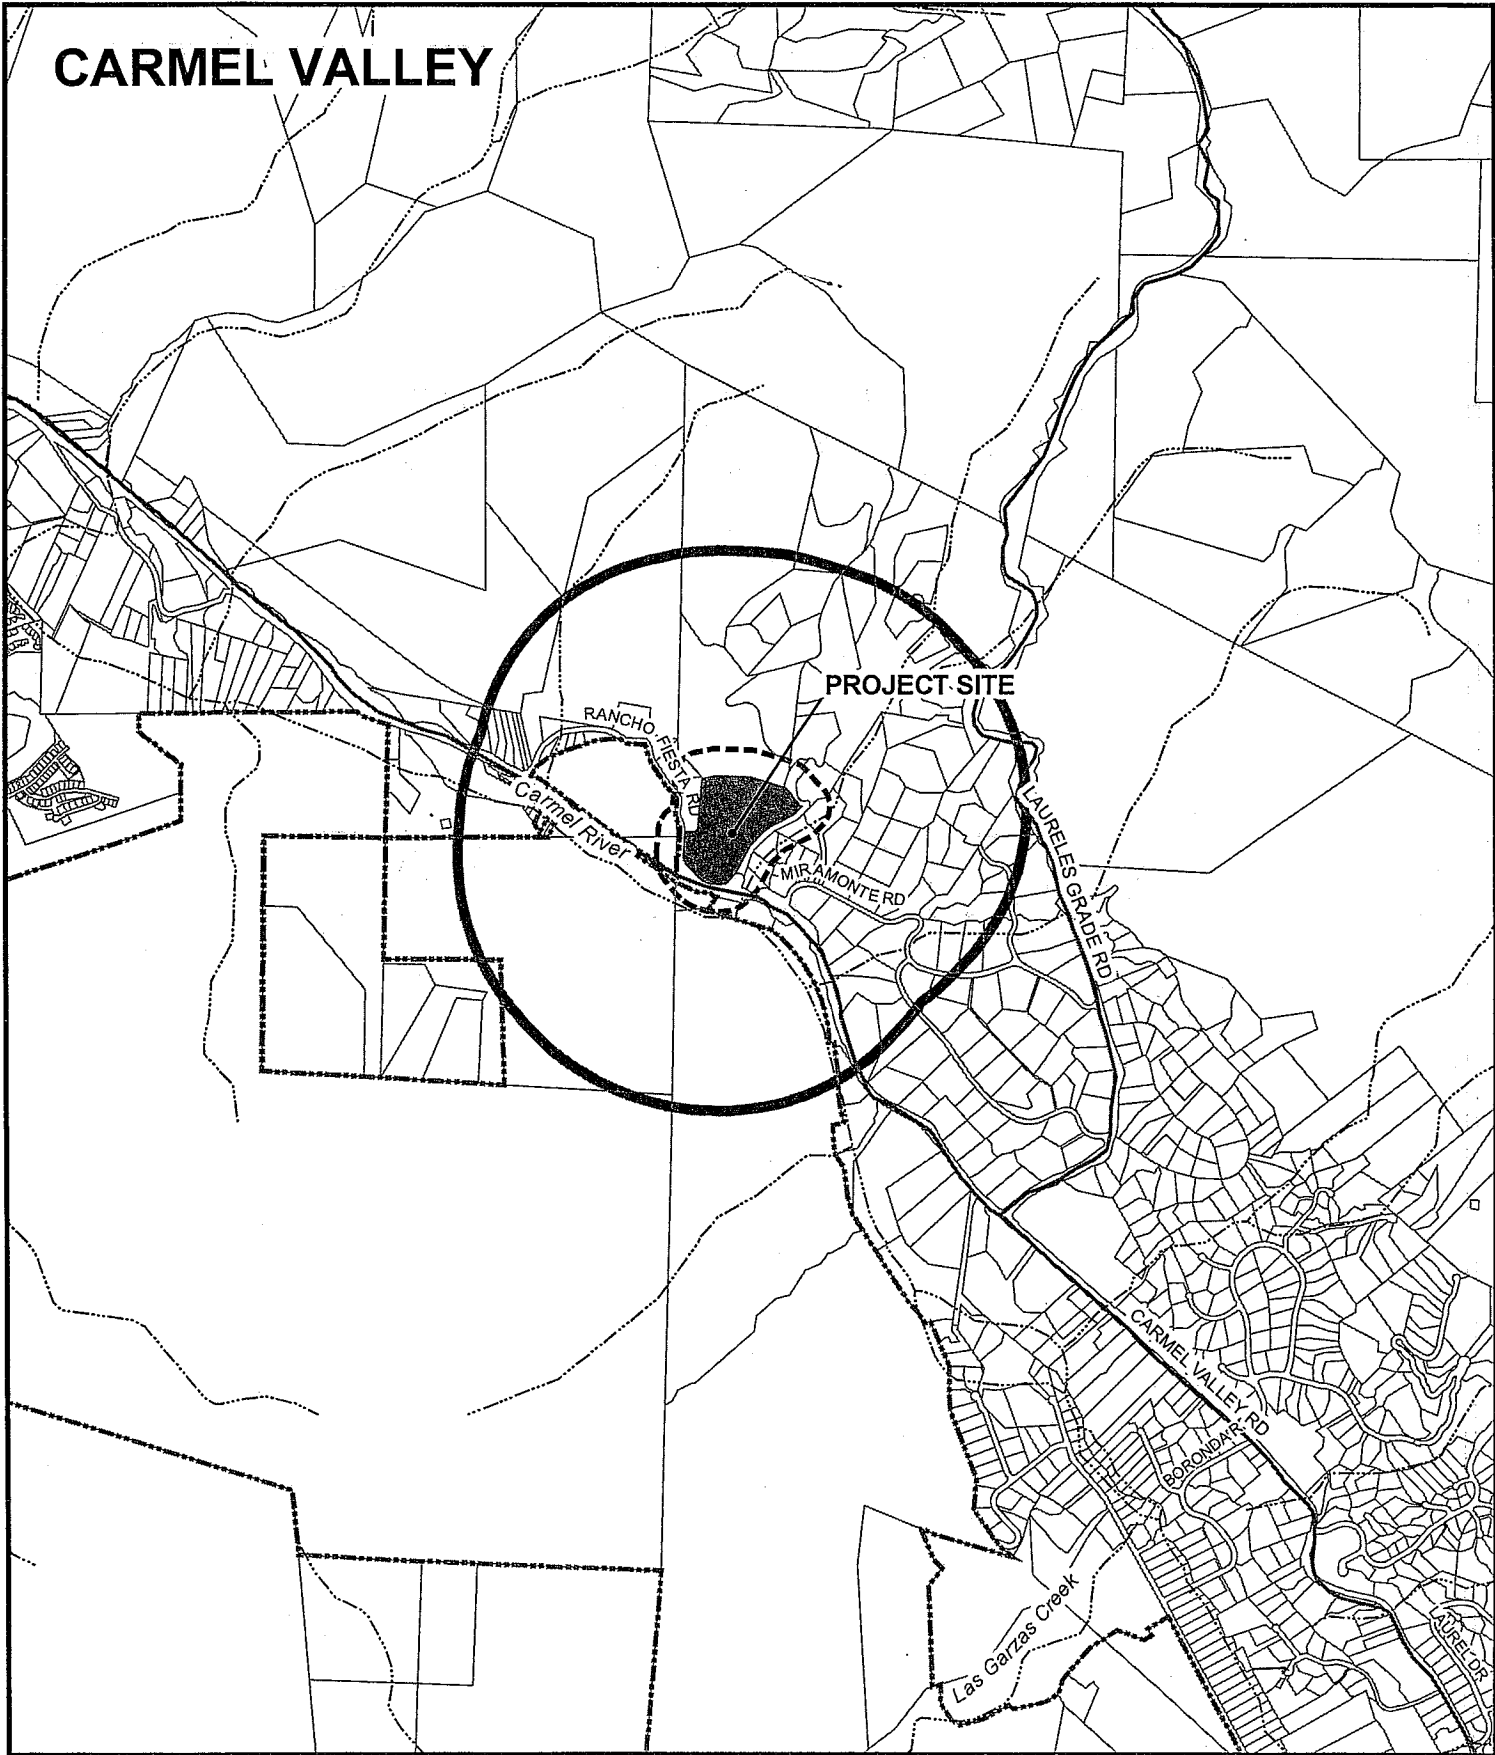 CARMEL VALLEY
PROJECT SITE
RANCHO FIESTA RD
Carmel River
MIRAMONTE RD
LAURELES GRADE RD
CARMEL VALLEY RD
BORONDA R
Las Garzas Creek
AUREL DR